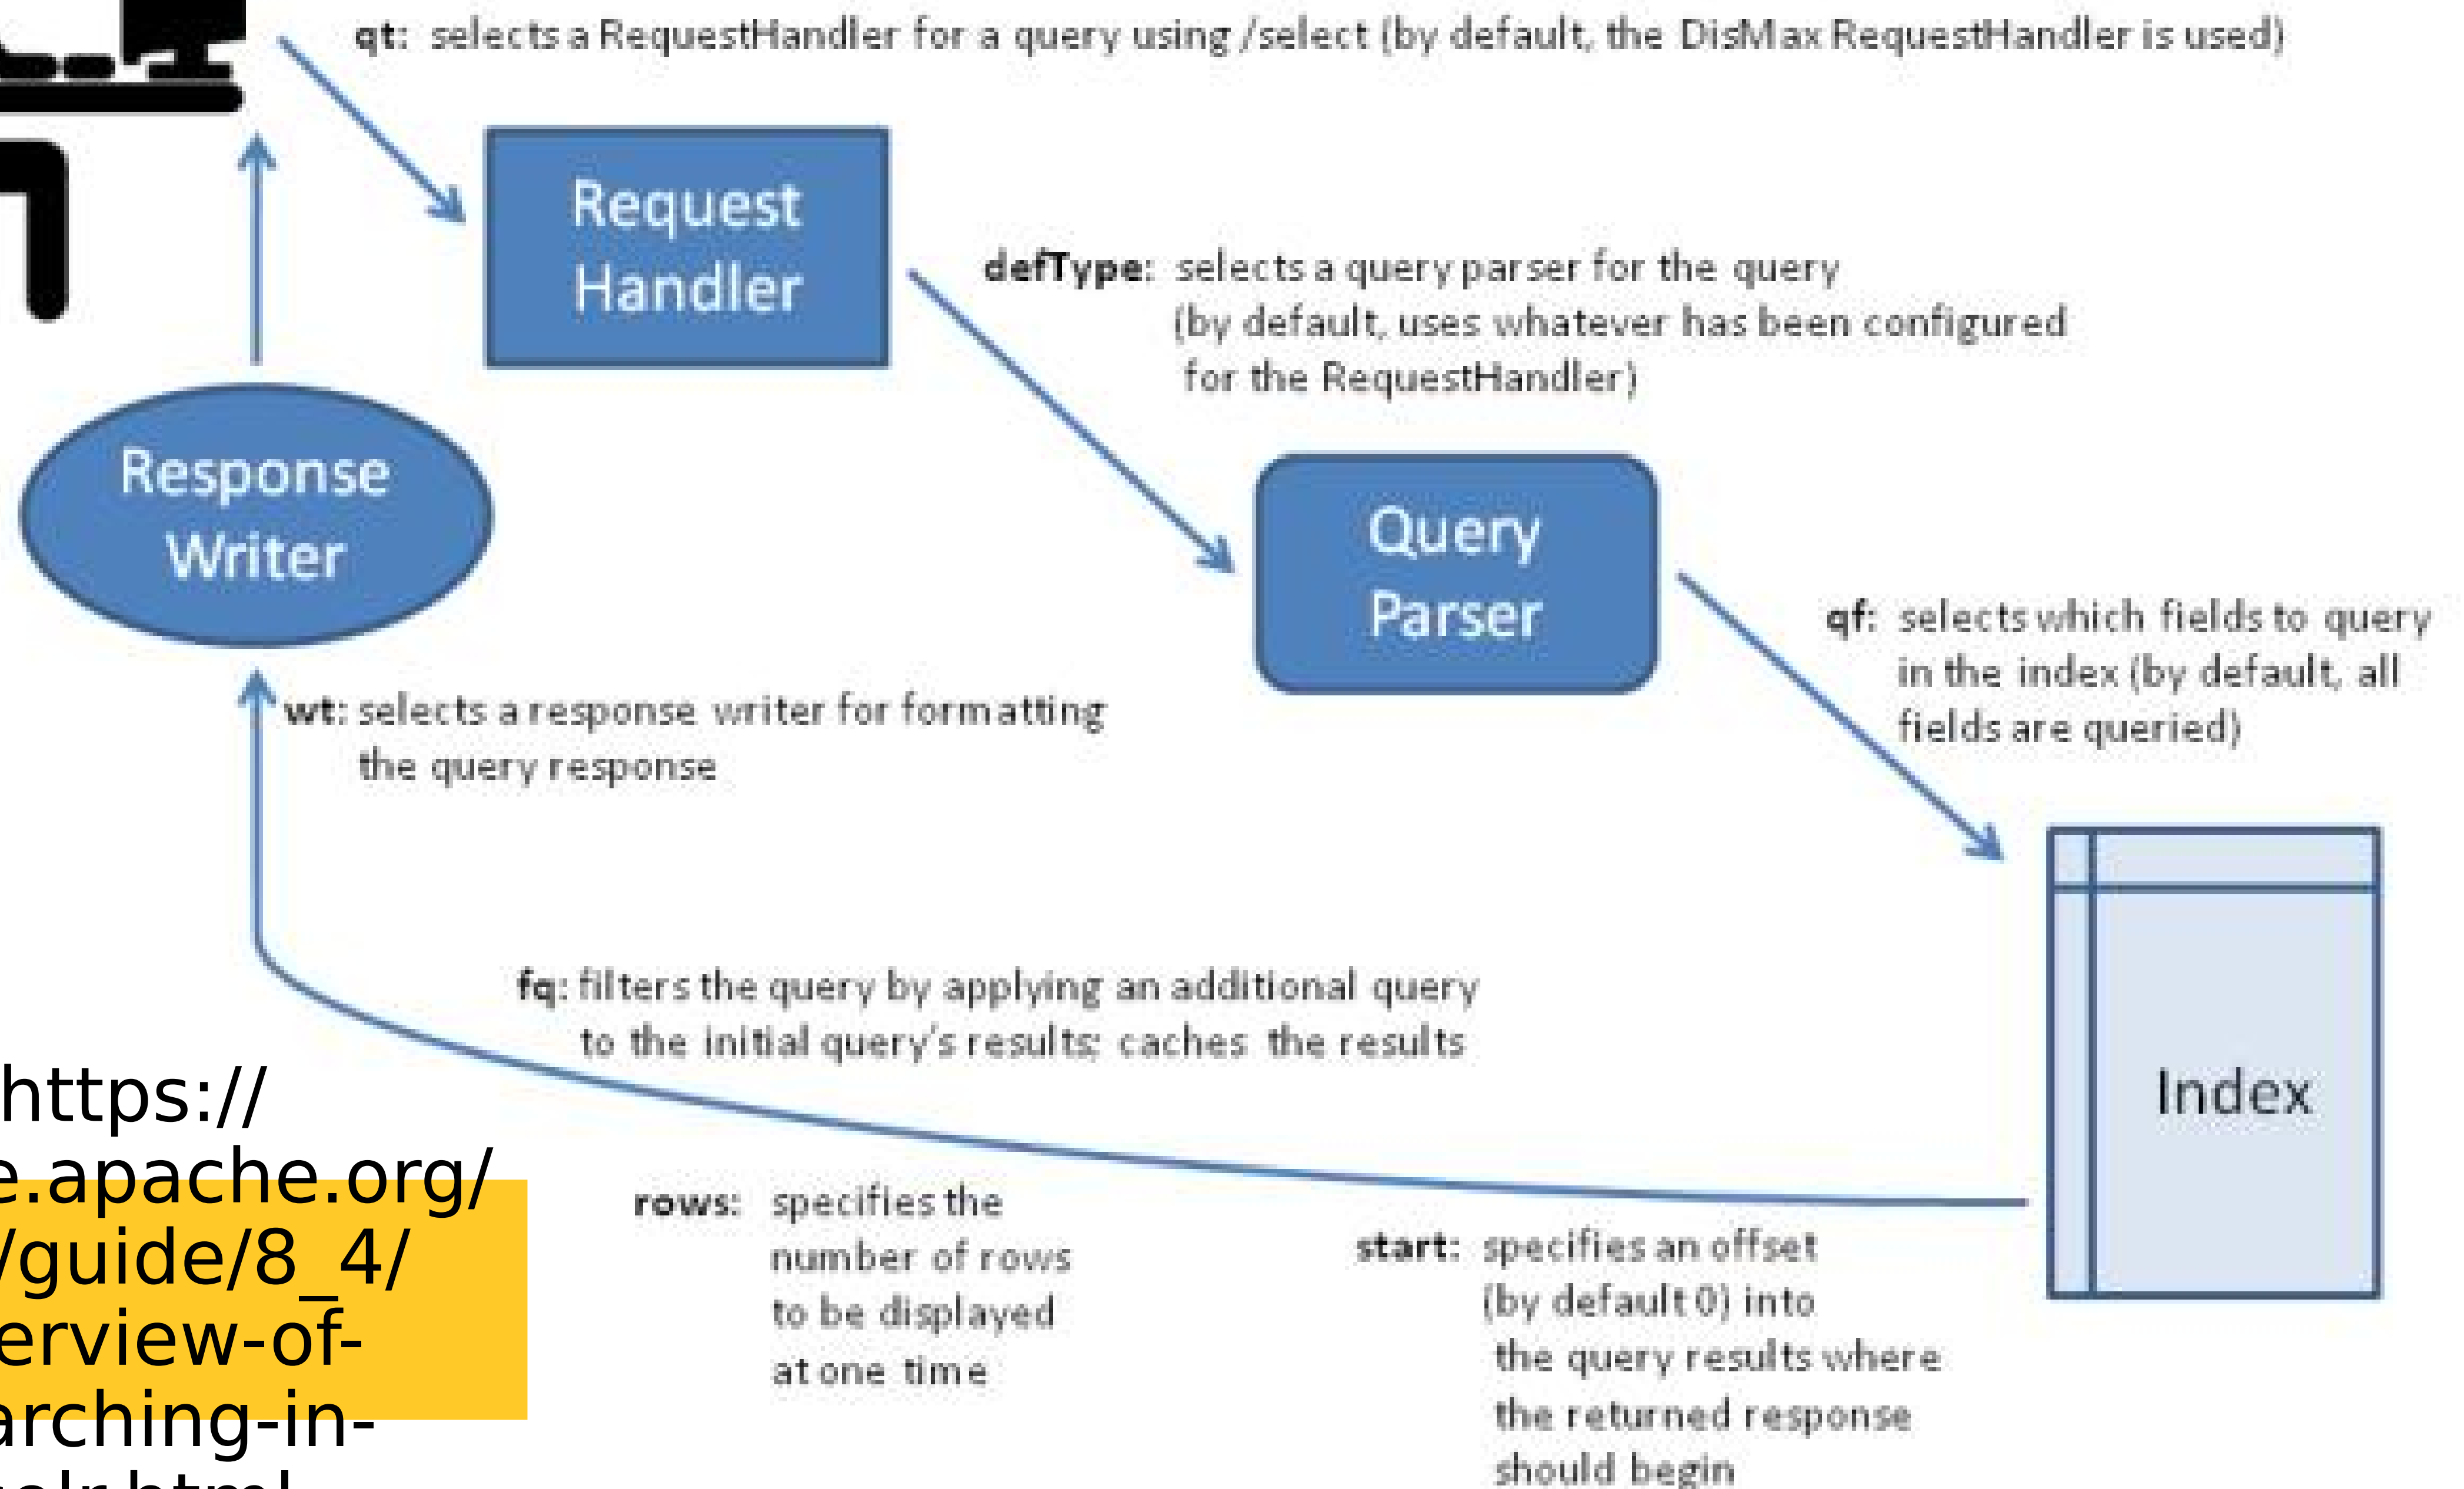 qt: selects a RequestHandler for a query using /select (by default, the DisMax RequestHandler is used)
Request
Handler
defType: selects a query parser for the query
(by default, uses whatever has been configured
for the RequestHandler)
Response
Writer
Query
Parser
qf: selects which fields to query
in the index (by default, all
fields are queried)
wt: selects a response writer for formatting
the query response
fq: filters the query by applying an additional query
to the initial query's results; caches the results
Index
rows: specifies the
number of rows
to be displayed
at one time
start: specifies an offset
(by default 0) into
the query results where
the returned response
should begin
https://
e.apache.org/
/guide/8_4/
erview-of-
arching-in-